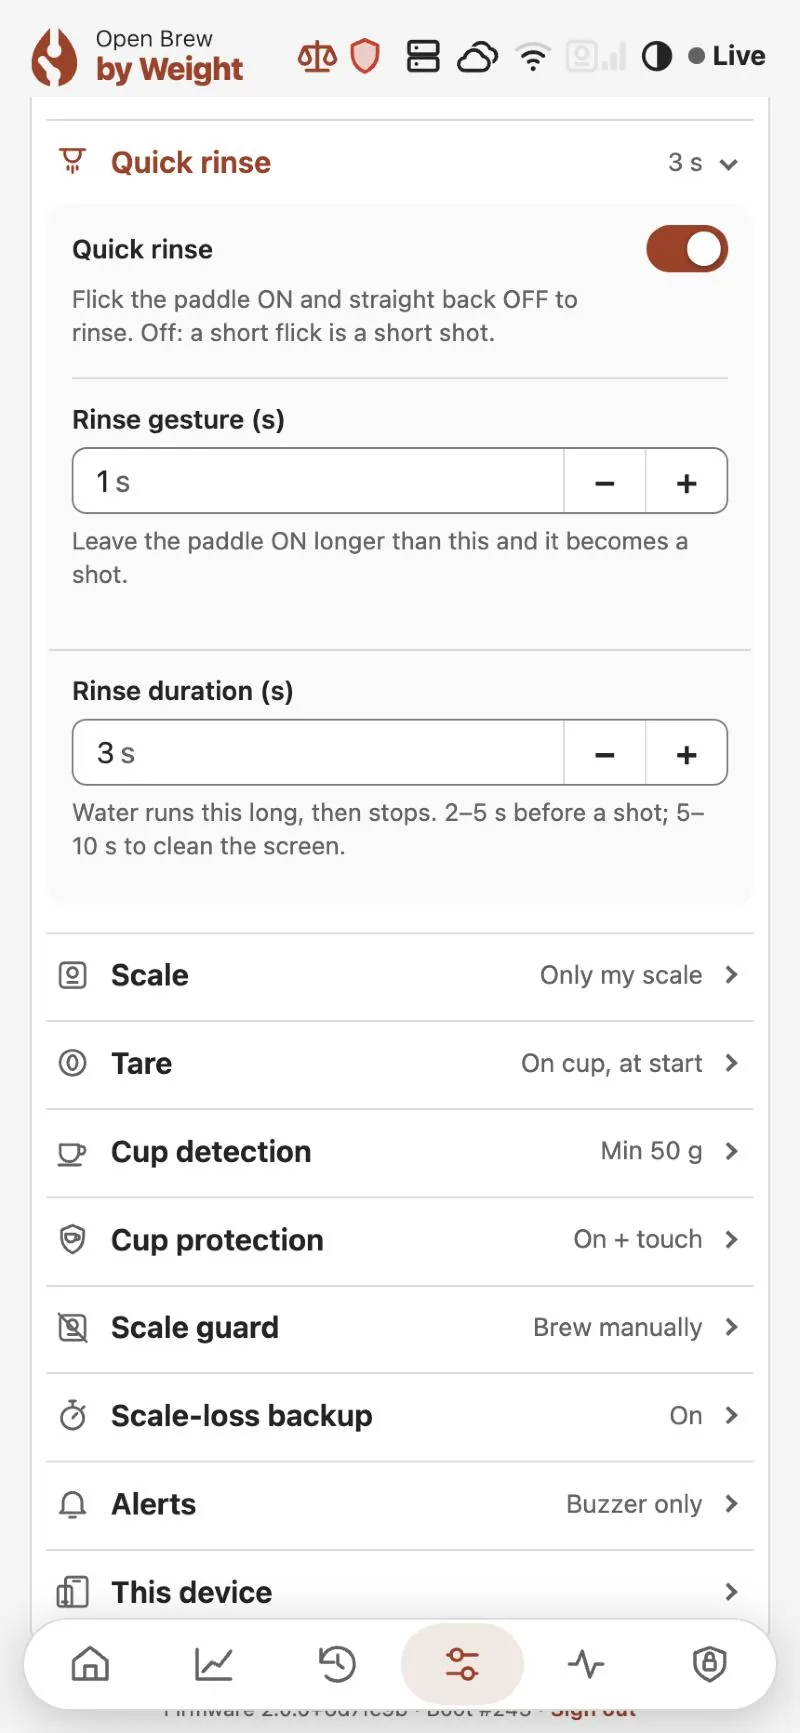 Open Brew
by Weight
Live
Quick rinse
3 s
Quick rinse
Flick the paddle ON and straight back OFF to
rinse. Off: a short flick is a short shot.
Rinse gesture (s)
1 s
− +
Leave the paddle ON longer than this and it becomes a
shot.
Rinse duration (s)
3 s
− +
Water runs this long, then stops. 2–5 s before a shot; 5–
10 s to clean the screen.
Scale
Only my scale
Tare
On cup, at start
Cup detection
Min 50 g
Cup protection
On + touch
Scale guard
Brew manually
Scale-loss backup
On
Alerts
Buzzer only
This device
Sign out